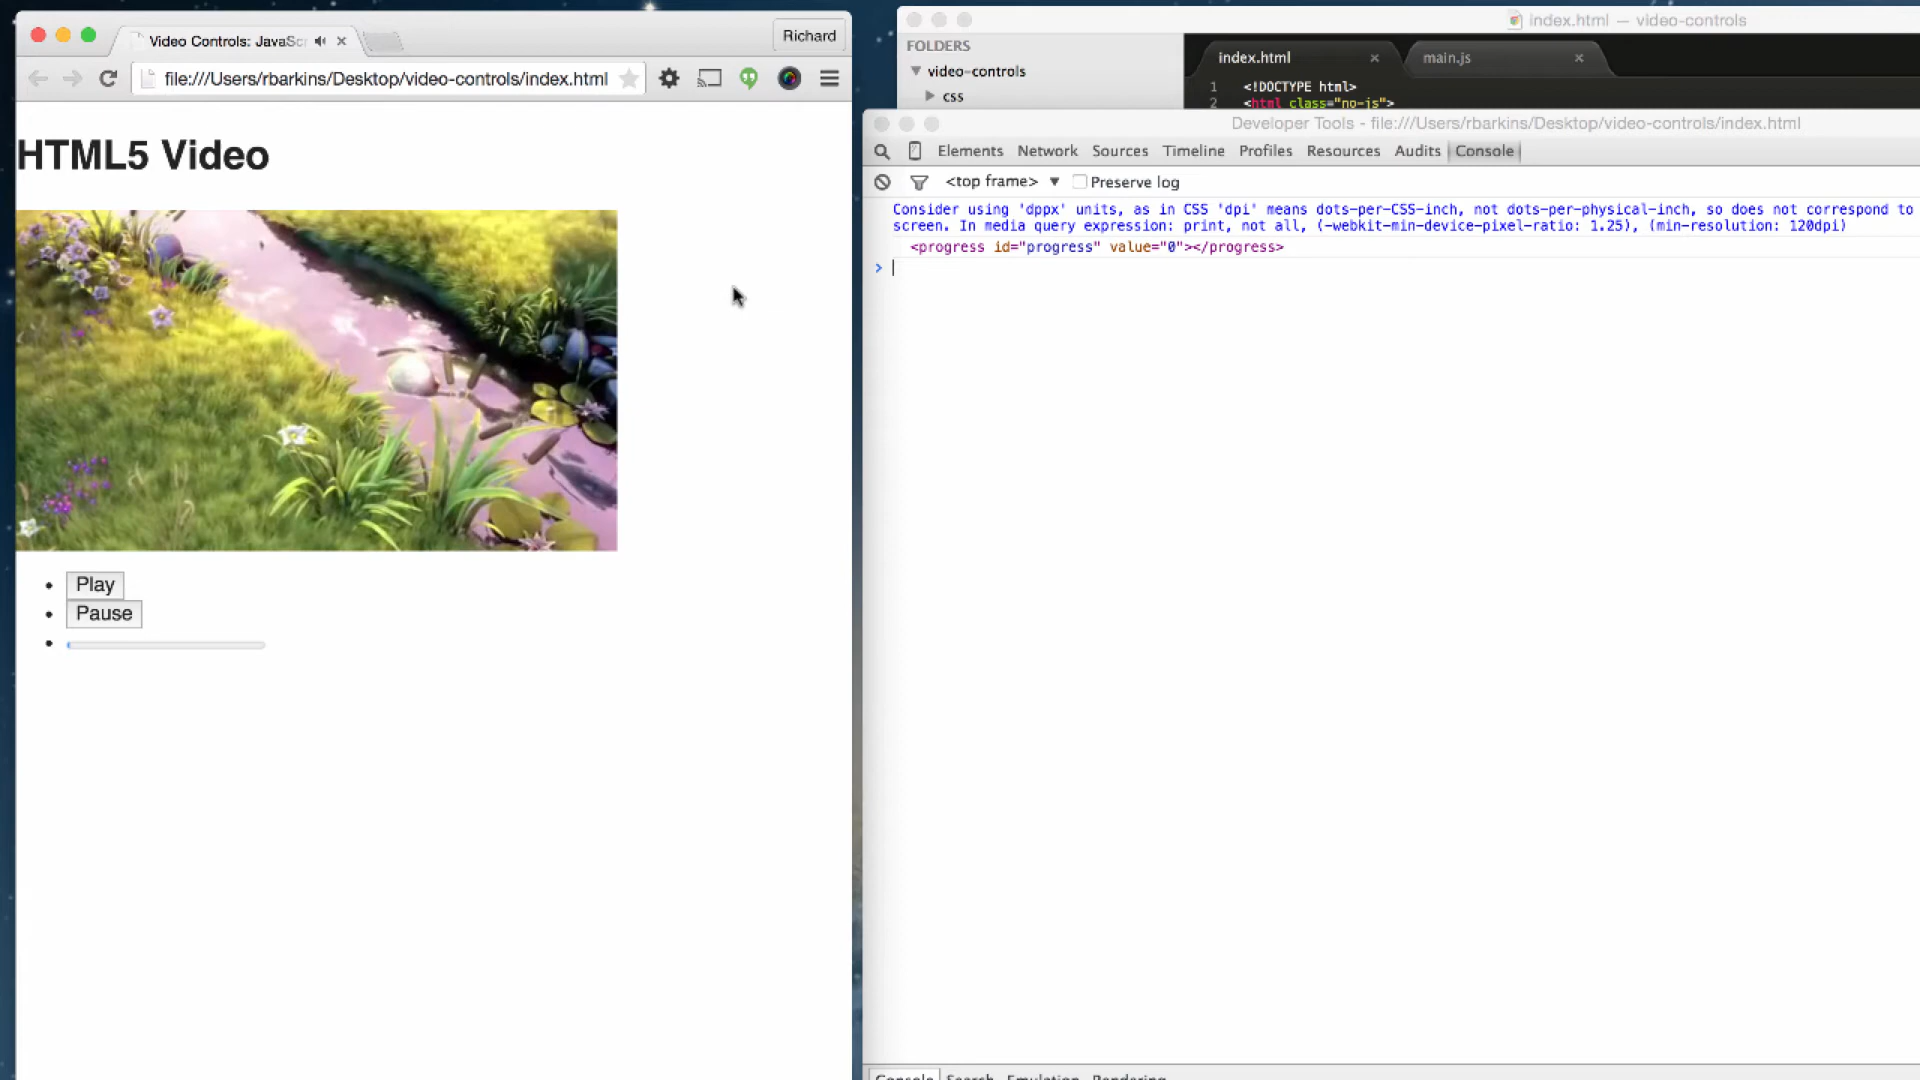 Video Controls: JavaScr
Richard
file:///Users/rbarkins/Desktop/video-controls/index.html
HTML5 Video
Play
Pause
index.html — video-controls
FOLDERS
video-controls
css
index.html
main.js
1 <!DOCTYPE html>
2 <html class="no-js">
Developer Tools - file:///Users/rbarkins/Desktop/video-controls/index.html
Elements Network Sources Timeline Profiles Resources Audits Console
<top frame> Preserve log
Consider using 'dppx' units, as in CSS 'dpi' means dots-per-CSS-inch, not dots-per-physical-inch, so does not correspond to
screen. In media query expression: print, not all, (-webkit-min-device-pixel-ratio: 1.25), (min-resolution: 120dpi)
<progress id="progress" value="0"></progress>
>
Console Search Emulation Rendering